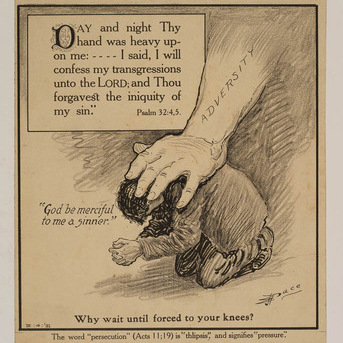 DAY and night Thy
hand was heavy up-
on me: ---- I said, I will
confess my transgressions
unto the LORD; and Thou
forgavest the iniquity of
my sin."
Psalm 32:4,5.
ADVERSITY
"God be merciful
to me a sinner."
Pace
Why wait until forced to your knees?
The word "persecution" (Acts 11:19) is "thlipsis", and signifies "pressure."